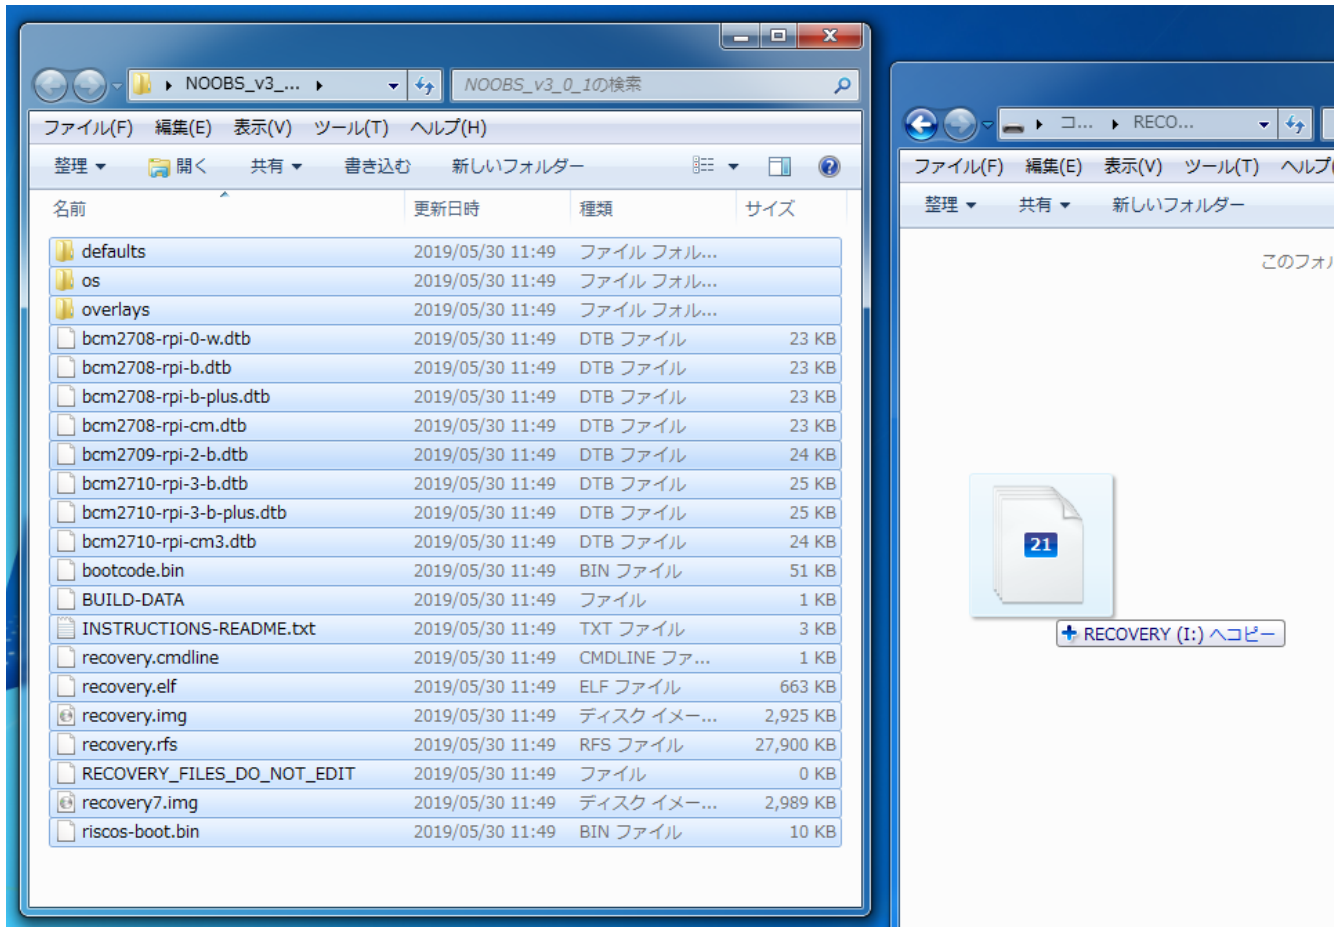 NOOBS_v3_...
NOOBS_v3_0_1の検索
ファイル(F) 編集(E) 表示(V) ツール(T) ヘルプ(H)
整理 開く 共有 書き込む 新しいフォルダー
名前 更新日時 種類 サイズ
defaults 2019/05/30 11:49 ファイル フォル...
os 2019/05/30 11:49 ファイル フォル...
overlays 2019/05/30 11:49 ファイル フォル...
bcm2708-rpi-0-w.dtb 2019/05/30 11:49 DTB ファイル 23 KB
bcm2708-rpi-b.dtb 2019/05/30 11:49 DTB ファイル 23 KB
bcm2708-rpi-b-plus.dtb 2019/05/30 11:49 DTB ファイル 23 KB
bcm2708-rpi-cm.dtb 2019/05/30 11:49 DTB ファイル 23 KB
bcm2709-rpi-2-b.dtb 2019/05/30 11:49 DTB ファイル 24 KB
bcm2710-rpi-3-b.dtb 2019/05/30 11:49 DTB ファイル 25 KB
bcm2710-rpi-3-b-plus.dtb 2019/05/30 11:49 DTB ファイル 25 KB
bcm2710-rpi-cm3.dtb 2019/05/30 11:49 DTB ファイル 24 KB
bootcode.bin 2019/05/30 11:49 BIN ファイル 51 KB
BUILD-DATA 2019/05/30 11:49 ファイル 1 KB
INSTRUCTIONS-README.txt 2019/05/30 11:49 TXT ファイル 3 KB
recovery.cmdline 2019/05/30 11:49 CMDLINE ファ... 1 KB
recovery.elf 2019/05/30 11:49 ELF ファイル 663 KB
recovery.img 2019/05/30 11:49 ディスク イメー... 2,925 KB
recovery.rfs 2019/05/30 11:49 RFS ファイル 27,900 KB
RECOVERY_FILES_DO_NOT_EDIT 2019/05/30 11:49 ファイル 0 KB
recovery7.img 2019/05/30 11:49 ディスク イメー... 2,989 KB
riscos-boot.bin 2019/05/30 11:49 BIN ファイル 10 KB
コ... RECO...
ファイル(F) 編集(E) 表示(V) ツール(T) ヘルプ(
整理 共有 新しいフォルダー
このフォル
21
RECOVERY (I:) へコピー